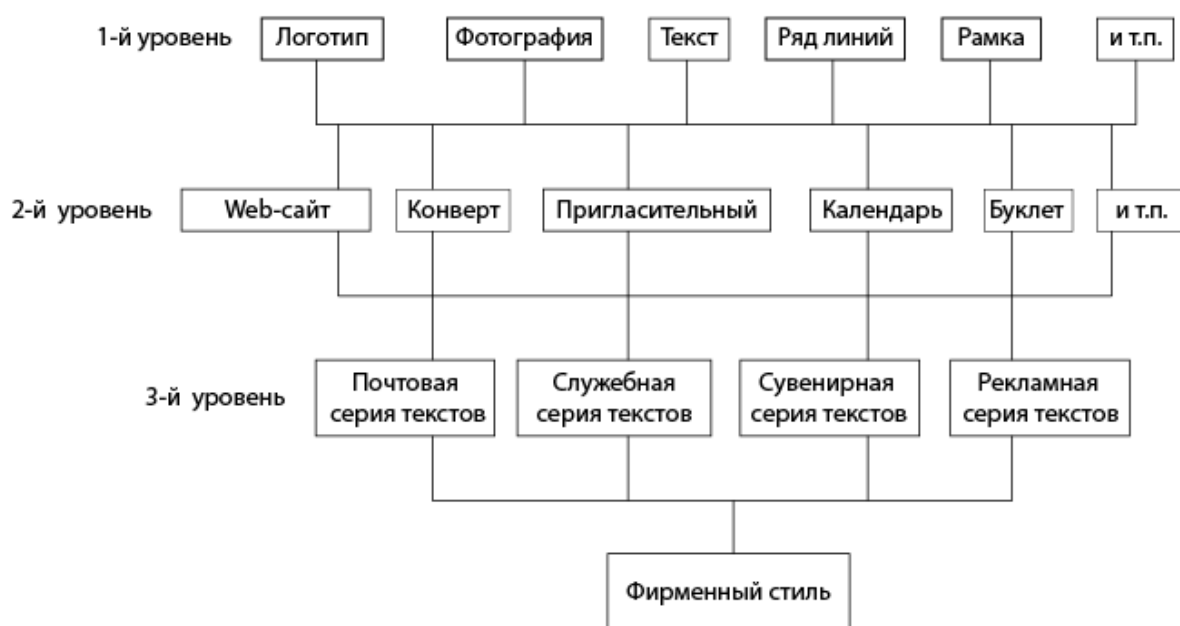 1-й уровень Логотип Фотография Текст Ряд линий Рамка и т.п.
2-й уровень Web-сайт Конверт Пригласительный Календарь Буклет и т.п.
3-й уровень Почтовая серия текстов Служебная серия текстов Сувенирная серия текстов Рекламная серия текстов
Фирменный стиль